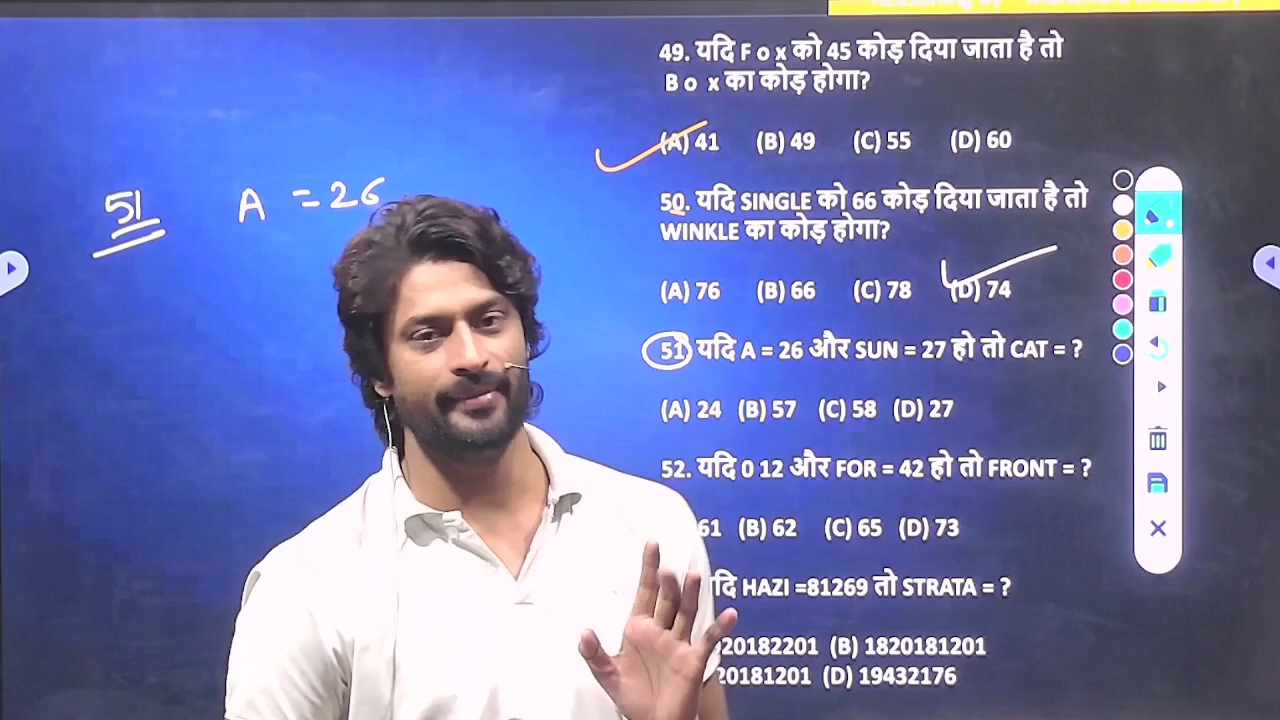 49. यदि F o x को 45 कोड़ दिया जाता है तो
B o x का कोड़ होगा?
(A) 41 (B) 49 (C) 55 (D) 60
51 A = 26
50. यदि SINGLE को 66 कोड़ दिया जाता है तो
WINKLE का कोड़ होगा?
(A) 76 (B) 66 (C) 78 (D) 74
51 यदि A = 26 और SUN = 27 हो तो CAT = ?
(A) 24 (B) 57 (C) 58 (D) 27
52. यदि 0 12 और FOR = 42 हो तो FRONT = ?
61 (B) 62 (C) 65 (D) 73
HAZI =81269 तो STRATA = ?
20182201 (B) 1820181201
20181201 (D) 19432176